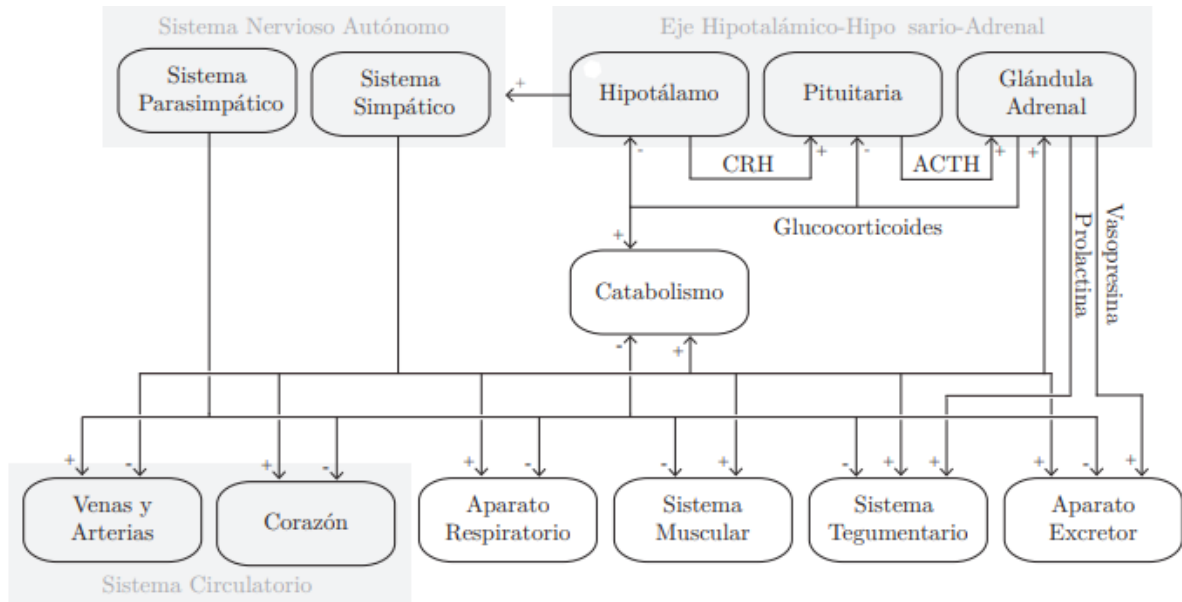 Sistema Nervioso Autónomo
Eje Hipotalámico-Hipo sario-Adrenal
Sistema
Parasimpático
Sistema
Simpático
+
Hipotálamo
Pituitaria
Glándula
Adrenal
-
CRH
+
-
ACTH
+
+
Glucocorticoides
Vasopresina
Prolactina
+
Catabolismo
-
+
+
-
+
-
+
-
-
+
-
+
+
+
-
+
Venas y
Arterias
Corazón
Aparato
Respiratorio
Sistema
Muscular
Sistema
Tegumentario
Aparato
Excretor
Sistema Circulatorio